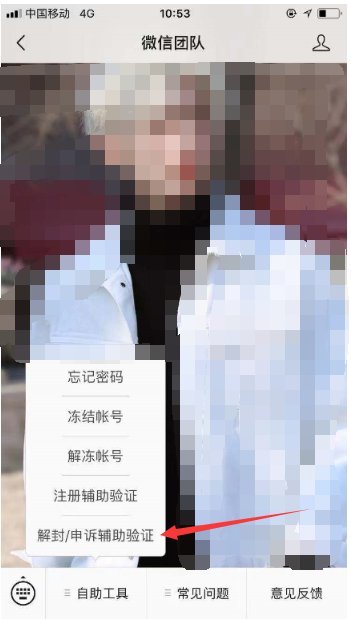 中国移动 4G 10:53
微信团队
忘记密码
冻结帐号
解冻帐号
注册辅助验证
解封/申诉辅助验证
自助工具 常见问题 意见反馈